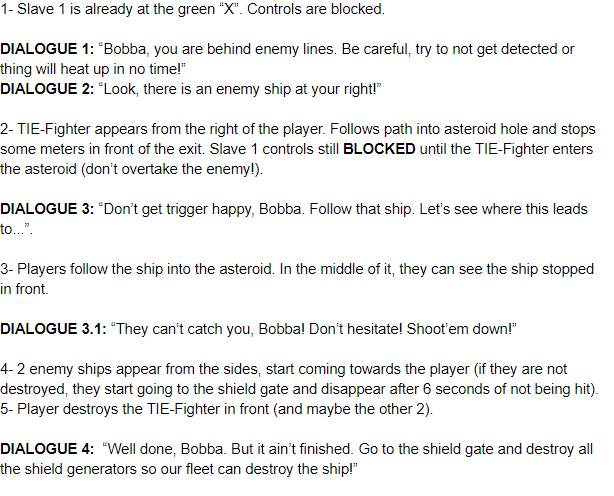 1- Slave 1 is already at the green “X”. Controls are blocked.
DIALOGUE 1: “Bobba, you are behind enemy lines. Be careful, try to not get detected or
thing will heat up in no time!”
DIALOGUE 2: “Look, there is an enemy ship at your right!”
2- TIE-Fighter appears from the right of the player. Follows path into asteroid hole and stops
some meters in front of the exit. Slave 1 controls still BLOCKED until the TIE-Fighter enters
the asteroid (don’t overtake the enemy!).
DIALOGUE 3: “Don’t get trigger happy, Bobba. Follow that ship. Let’s see where this leads
to...”.
3- Players follow the ship into the asteroid. In the middle of it, they can see the ship stopped
in front.
DIALOGUE 3.1: “They can’t catch you, Bobba! Don’t hesitate! Shoot’em down!”
4- 2 enemy ships appear from the sides, start coming towards the player (if they are not
destroyed, they start going to the shield gate and disappear after 6 seconds of not being hit).
5- Player destroys the TIE-Fighter in front (and maybe the other 2).
DIALOGUE 4:  “Well done, Bobba. But it ain’t finished. Go to the shield gate and destroy all
the shield generators so our fleet can destroy the ship!”